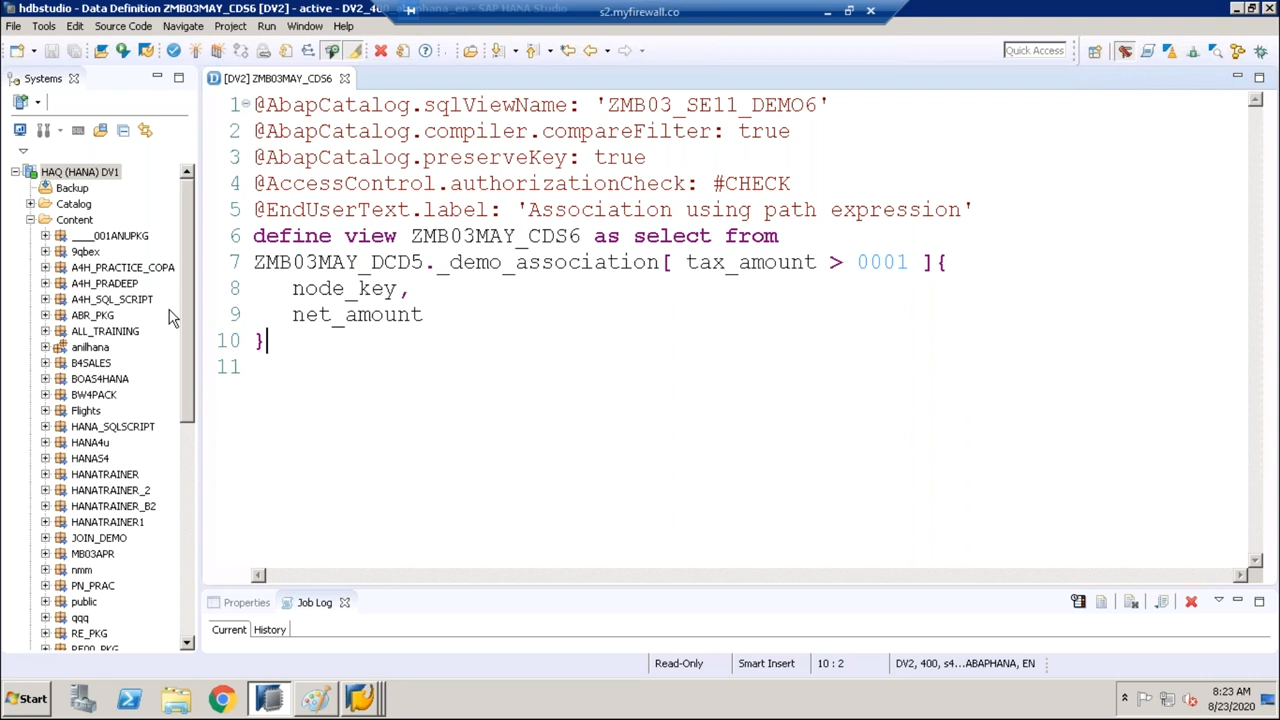 hdbstudio - Data Definition ZMB03MAY_CDS6 [DV2] - active - DV2_400_abaphana_en - SAP HANA Studio
s2.myfirewall.co
File Tools Edit Source Code Navigate Project Run Window Help
Quick Access
Systems
[DV2] ZMB03MAY_CDS6
HAQ (HANA) DV1
Backup
Catalog
Content
____001ANUPKG
9qbex
A4H_PRACTICE_COPA
A4H_PRADEEP
A4H_SQL_SCRIPT
ABR_PKG
ALL_TRAINING
anilhana
B4SALES
BOAS4HANA
BW4PACK
Flights
HANA_SQLSCRIPT
HANA4u
HANAS4
HANATRAINER
HANATRAINER_2
HANATRAINER_B2
HANATRAINER1
JOIN_DEMO
MB03APR
nmm
PN_PRAC
public
qqq
RE_PKG
RE00_PKG
1 @AbapCatalog.sqlViewName: 'ZMB03_SE11_DEMO6'
2 @AbapCatalog.compiler.compareFilter: true
3 @AbapCatalog.preserveKey: true
4 @AccessControl.authorizationCheck: #CHECK
5 @EndUserText.label: 'Association using path expression'
6 define view ZMB03MAY_CDS6 as select from
7 ZMB03MAY_DCD5._demo_association[ tax_amount > 0001 ]{
8 node_key,
9 net_amount
10 }
11
Properties Job Log
Current History
Read-Only Smart Insert 10 : 2 DV2, 400, s4...ABAPHANA, EN
Start
8:23 AM
8/23/2020